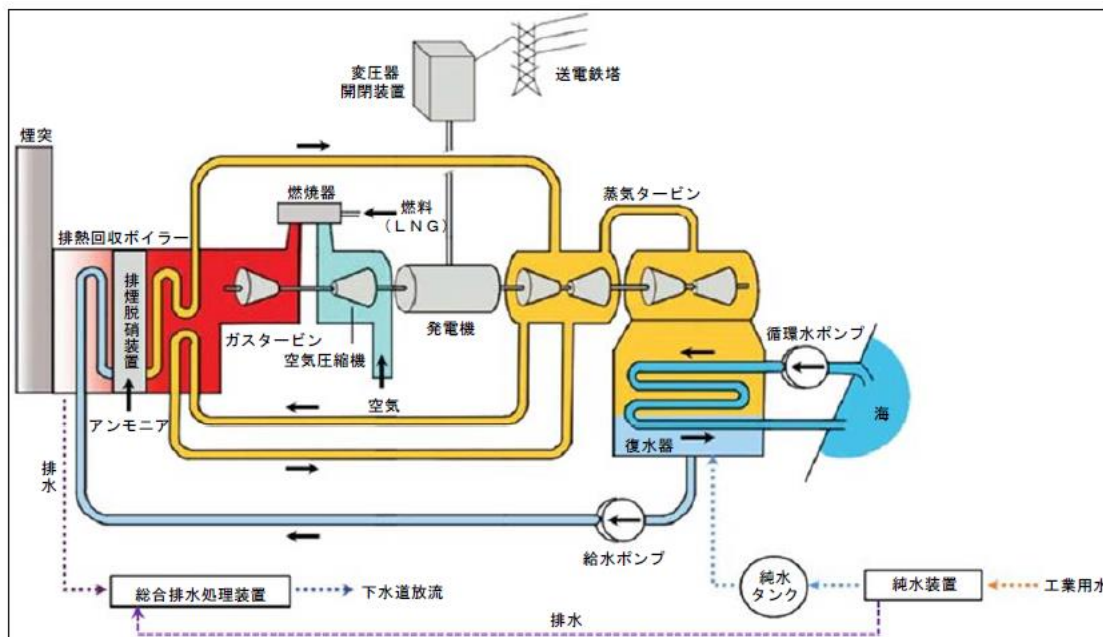 変圧器
開閉装置
送電鉄塔
煙突
燃焼器
燃料
(LNG)
蒸気タービン
排熱回収ボイラー
排煙脱硝装置
ガスタービン
空気圧縮機
発電機
循環水ポンプ
空気
アンモニア
海
復水器
排水
給水ポンプ
純水
タンク
純水装置
工業用水
総合排水処理装置
下水道放流
排水